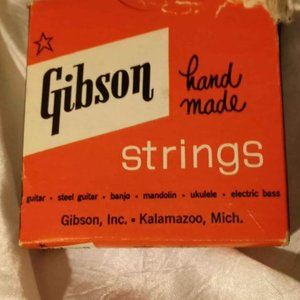 Gibson
hand
made
strings
guitar • steel guitar • banjo • mandolin • ukulele • electric bass
Gibson, Inc. • Kalamazoo, Mich.